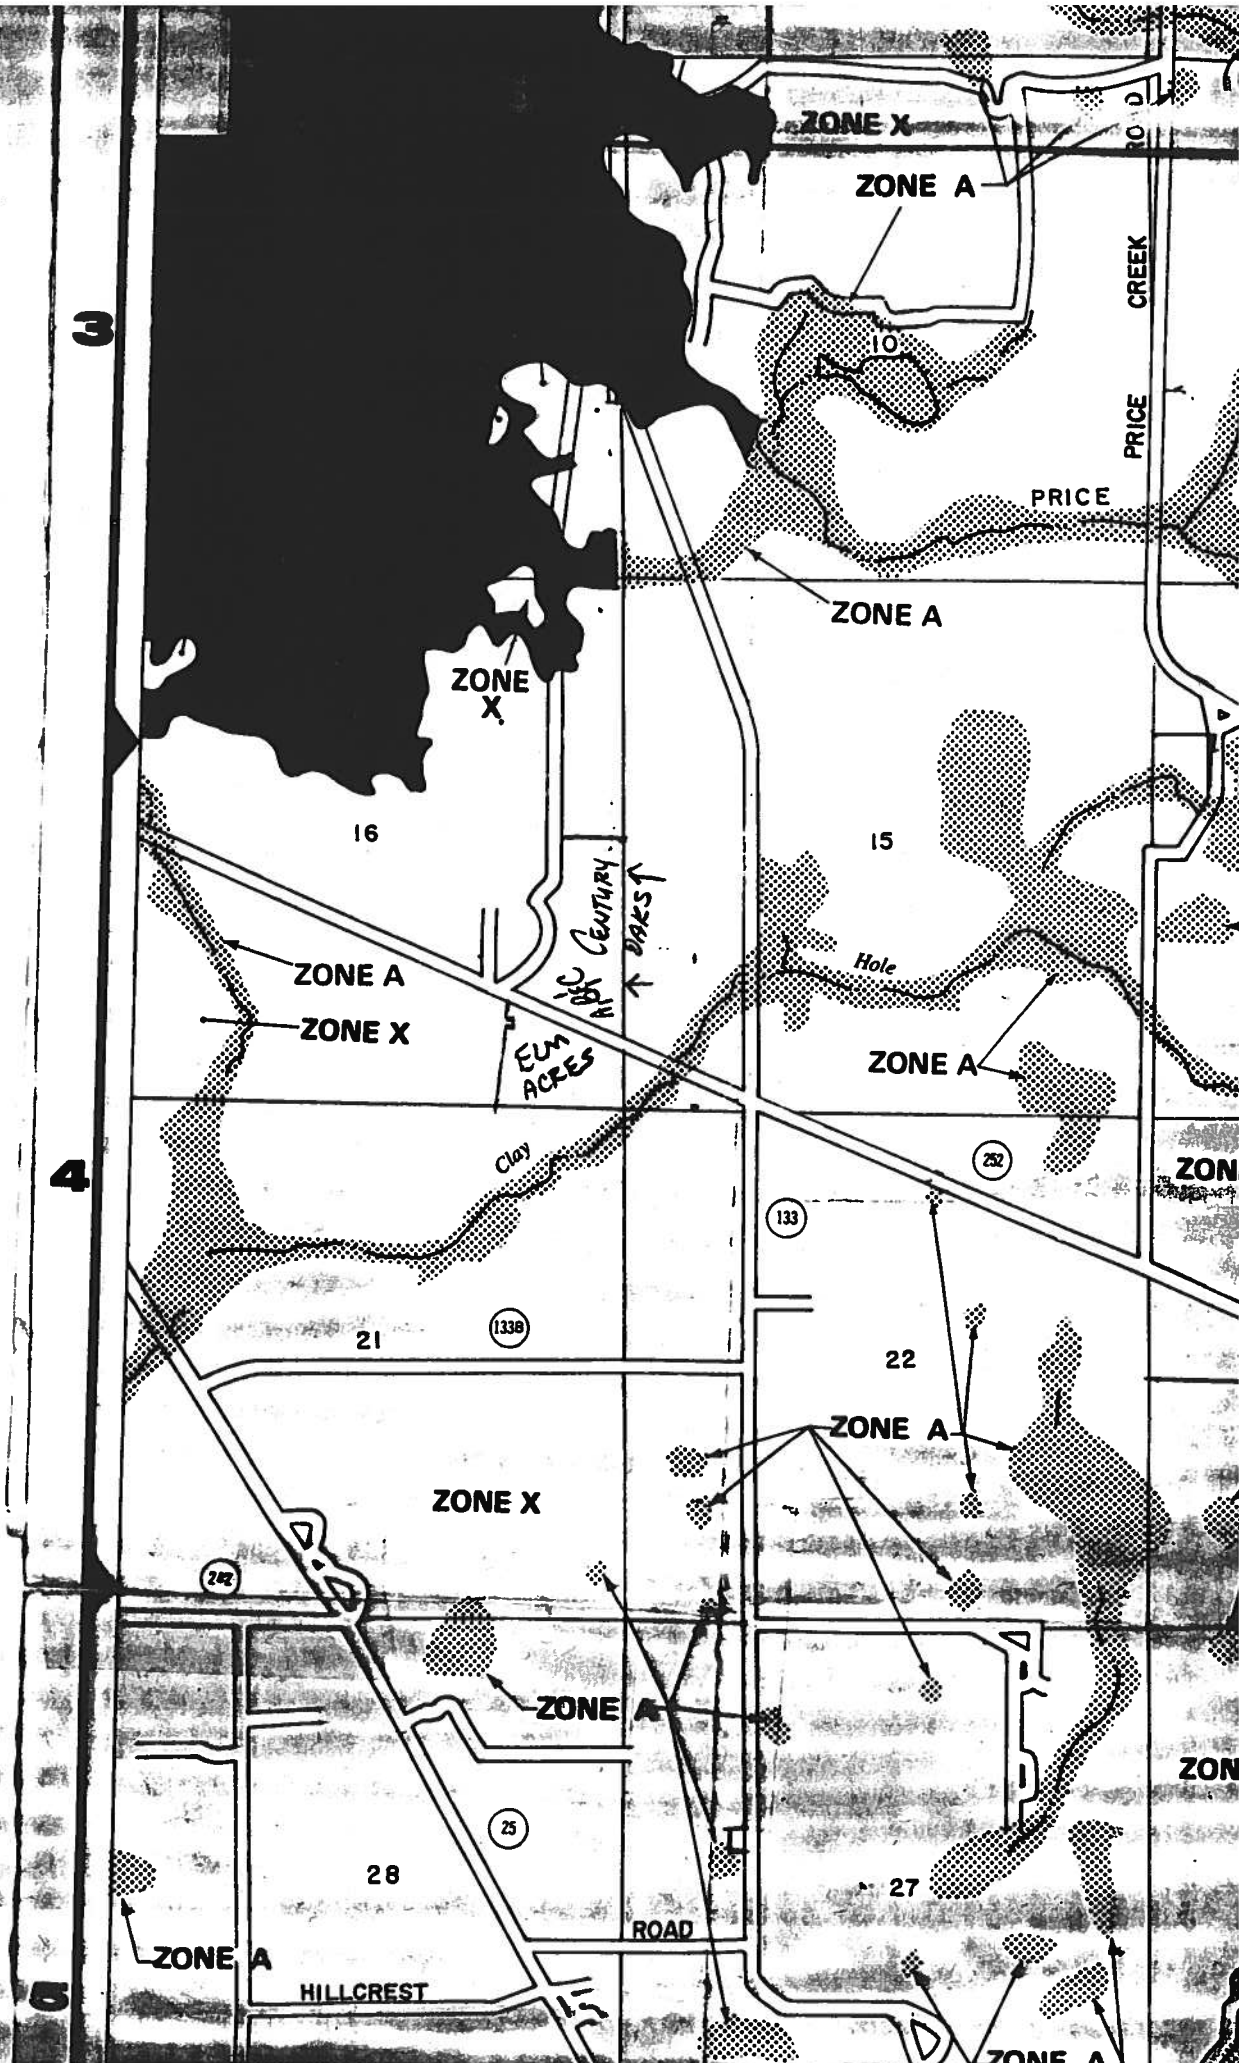 ZONE X
ROAD
ZONE A
CREEK
3
10
PRICE
PRICE
ZONE A
ZONE
X
16
15
CENTURY
OAKS
Hole
ZONE A
ZONE X
ELM
ACRES
ZONE A
Clay
252
4
ZON
133
21
133B
22
ZONE A
ZONE X
242
ZONE A
ZON
25
28
27
ROAD
ZONE A
HILLCREST
5
ZONE A